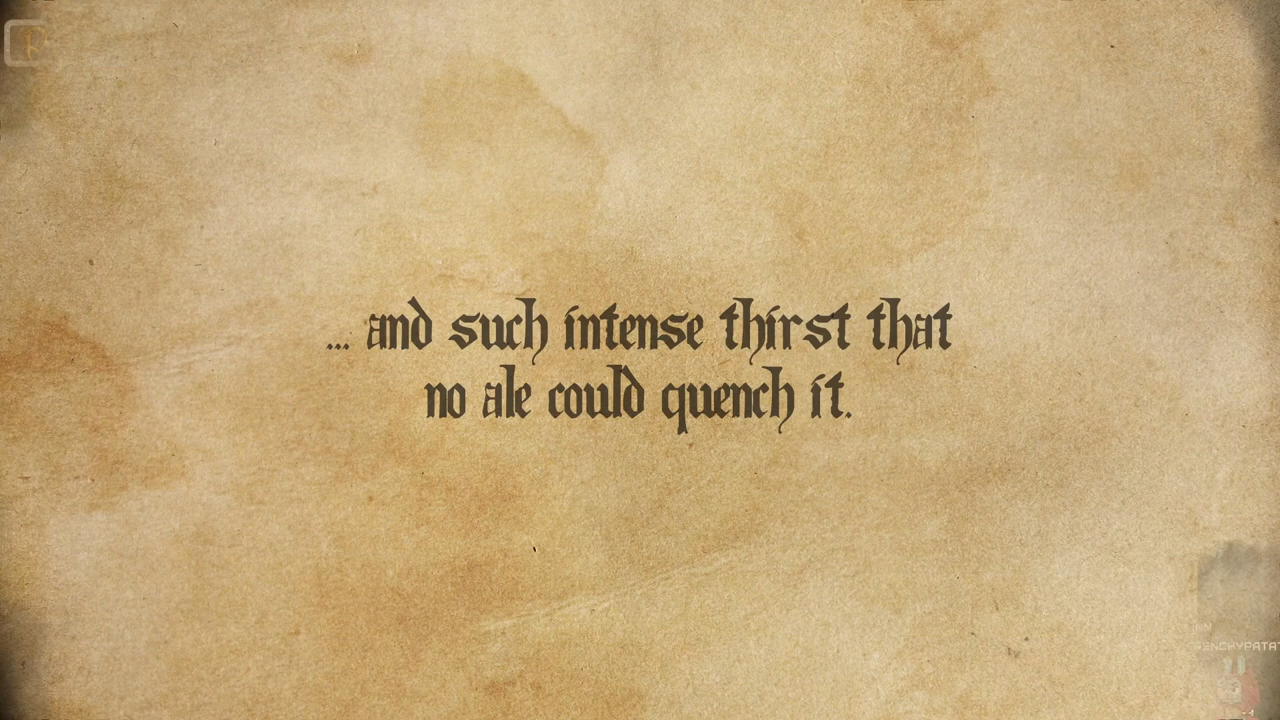 ... and such intense thirst that
no ale could quench it.